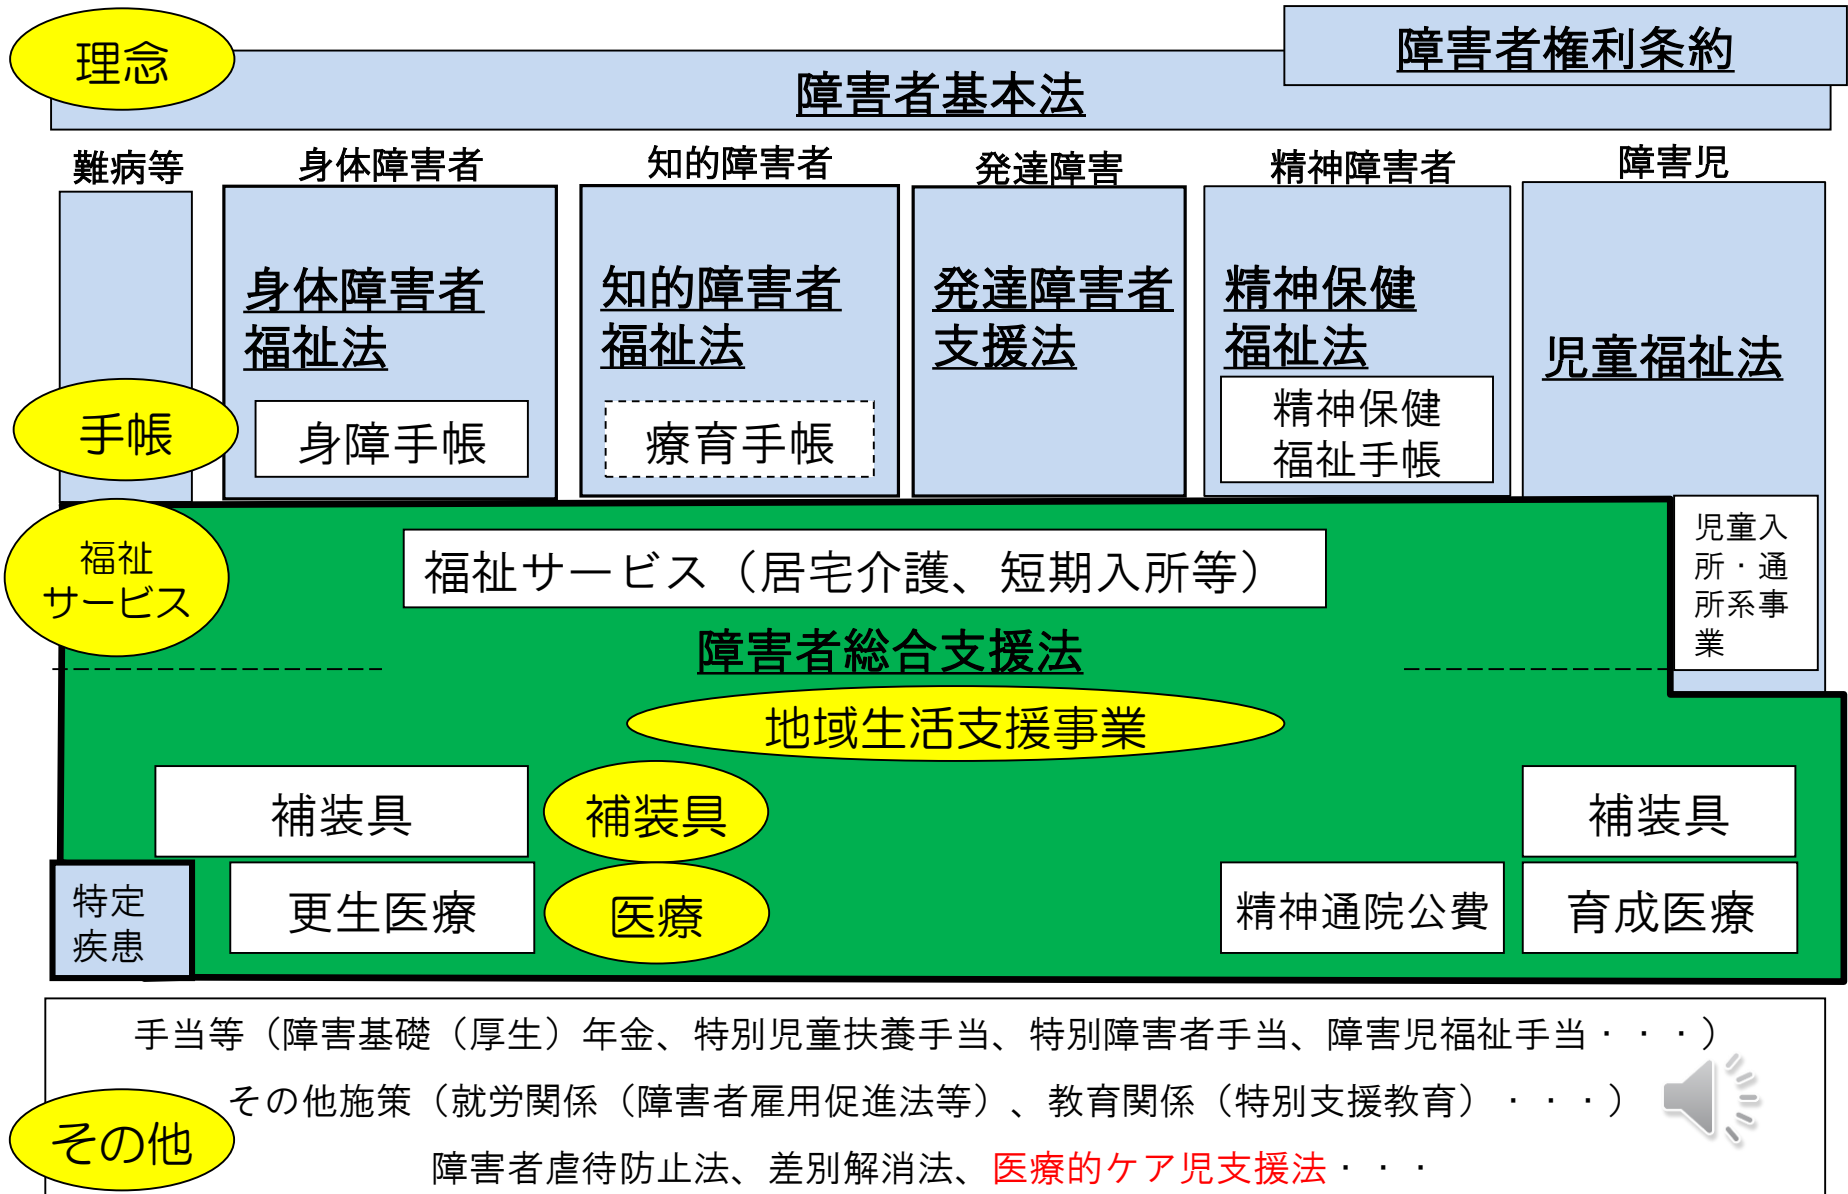 理念
障害者権利条約
障害者基本法
難病等
身体障害者
知的障害者
発達障害
精神障害者
障害児
身体障害者
福祉法
知的障害者
福祉法
発達障害者
支援法
精神保健
福祉法
児童福祉法
手帳
身障手帳
療育手帳
精神保健
福祉手帳
福祉
サービス
福祉サービス（居宅介護、短期入所等）
児童入
所・通
所系事
業
障害者総合支援法
地域生活支援事業
補装具
補装具
補装具
特定
疾患
更生医療
医療
精神通院公費
育成医療
手当等（障害基礎（厚生）年金、特別児童扶養手当、特別障害者手当、障害児福祉手当・・・）
その他施策（就労関係（障害者雇用促進法等）、教育関係（特別支援教育）・・・）
その他
障害者虐待防止法、差別解消法、医療的ケア児支援法・・・